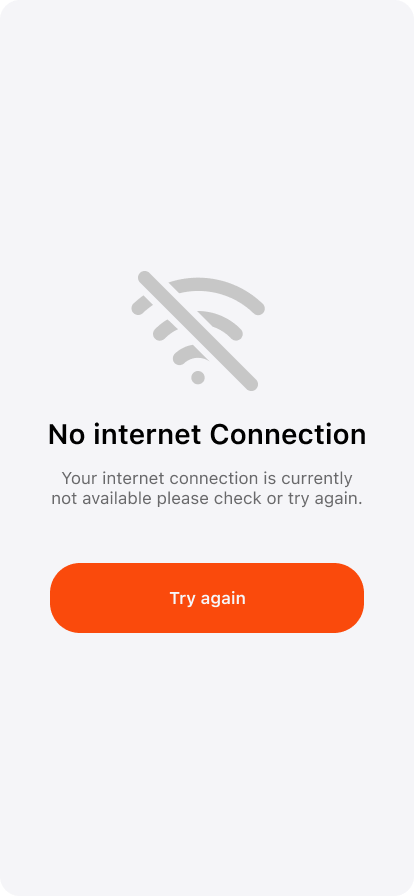 No internet Connection
Your internet connection is currently
not available please check or try again.
Try again